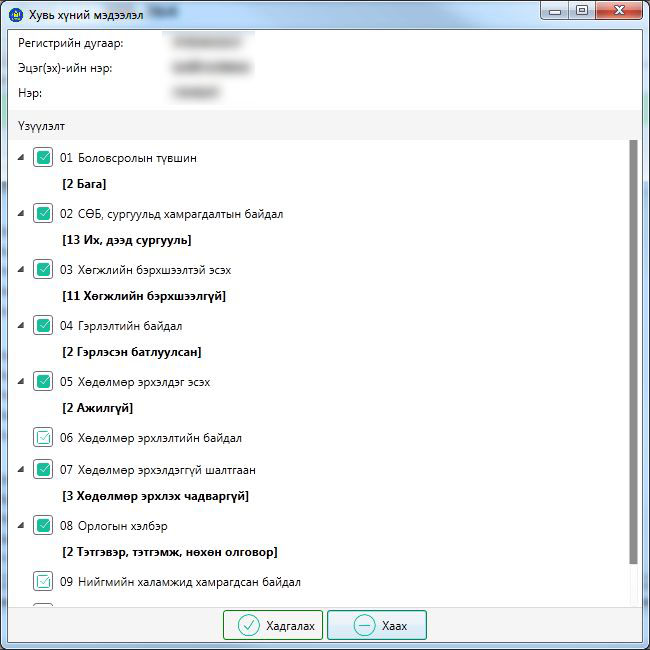 Хувь хүний мэдээлэл
Регистрийн дугаар:
Эцэг(эх)-ийн нэр:
Нэр:
Үзүүлэлт
01 Боловсролын түвшин
[2 Бага]
02 СӨБ, сургуульд хамрагдалтын байдал
[13 Их, дээд сургууль]
03 Хөгжлийн бэрхшээлтэй эсэх
[11 Хөгжлийн бэрхшээлгүй]
04 Гэрлэлтийн байдал
[2 Гэрлэсэн батлуулсан]
05 Хөдөлмөр эрхэлдэг эсэх
[2 Ажилгүй]
06 Хөдөлмөр эрхлэлтийн байдал
07 Хөдөлмөр эрхэлдэггүй шалтгаан
[3 Хөдөлмөр эрхлэх чадваргүй]
08 Орлогын хэлбэр
[2 Тэтгэвэр, тэтгэмж, нөхөн олговор]
09 Нийгмийн халамжид хамрагдсан байдал
Хадгалах
Хаах